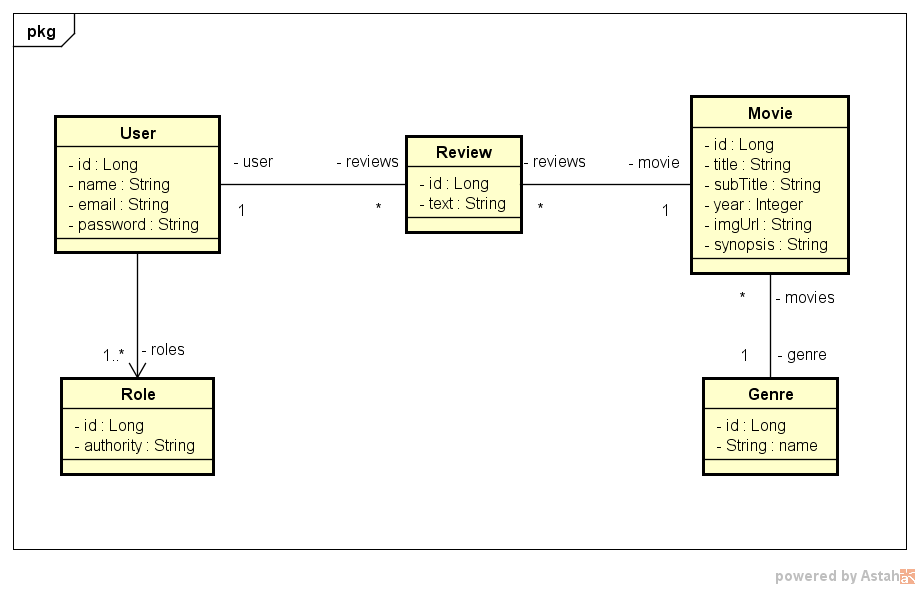 pkg
User
- id : Long
- name : String
- email : String
- password : String
- user
1
- reviews
*
Review
- id : Long
- text : String
- reviews
*
- movie
1
Movie
- id : Long
- title : String
- subTitle : String
- year : Integer
- imgUrl : String
- synopsis : String
* - movies
1 - genre
1..* - roles
Role
- id : Long
- authority : String
Genre
- id : Long
- String : name
powered by Astah